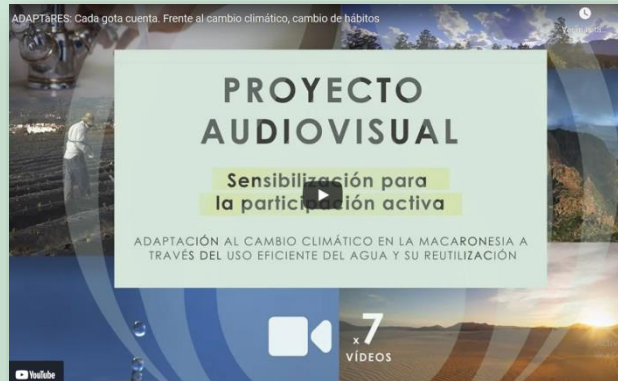 ADAPTaRES: Cada gota cuenta. Frente al cambio climático, cambio de hábitos
PROYECTO
AUDIOVISUAL
Sensibilización para
la participación activa
ADAPTACIÓN AL CAMBIO CLIMÁTICO EN LA MACARONESIA A
TRAVÉS DEL USO EFICIENTE DEL AGUA Y SU REUTILIZACIÓN
x 7
VÍDEOS
YouTube